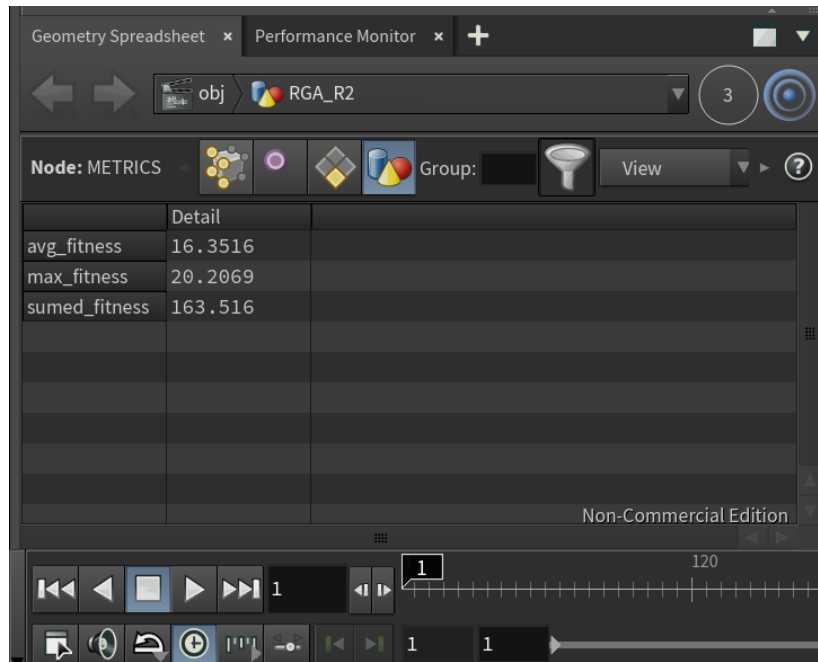 Geometry Spreadsheet × Performance Monitor × +
obj RGA_R2 3
Node: METRICS Group: View ?
Detail
avg_fitness 16.3516
max_fitness 20.2069
sumed_fitness 163.516
Non-Commercial Edition
1 1 120
1 1